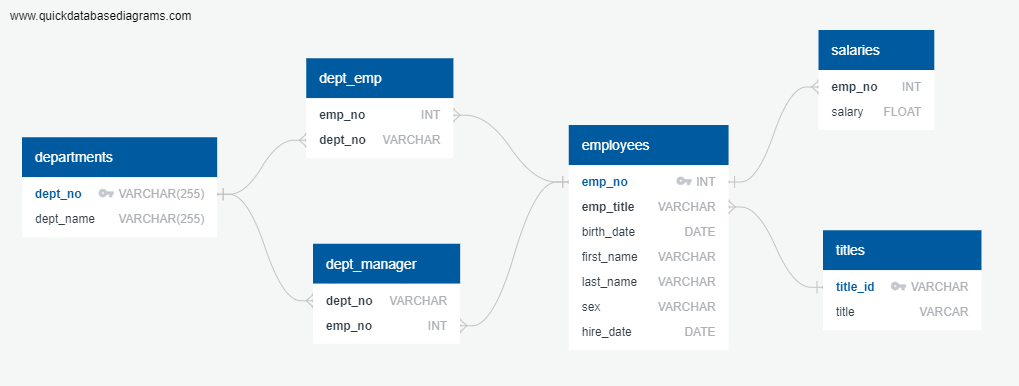 www.quickdatabasediagrams.com
departments
dept_no VARCHAR(255)
dept_name VARCHAR(255)
dept_emp
emp_no INT
dept_no VARCHAR
dept_manager
dept_no VARCHAR
emp_no INT
employees
emp_no INT
emp_title VARCHAR
birth_date DATE
first_name VARCHAR
last_name VARCHAR
sex VARCHAR
hire_date DATE
salaries
emp_no INT
salary FLOAT
titles
title_id VARCHAR
title VARCAR